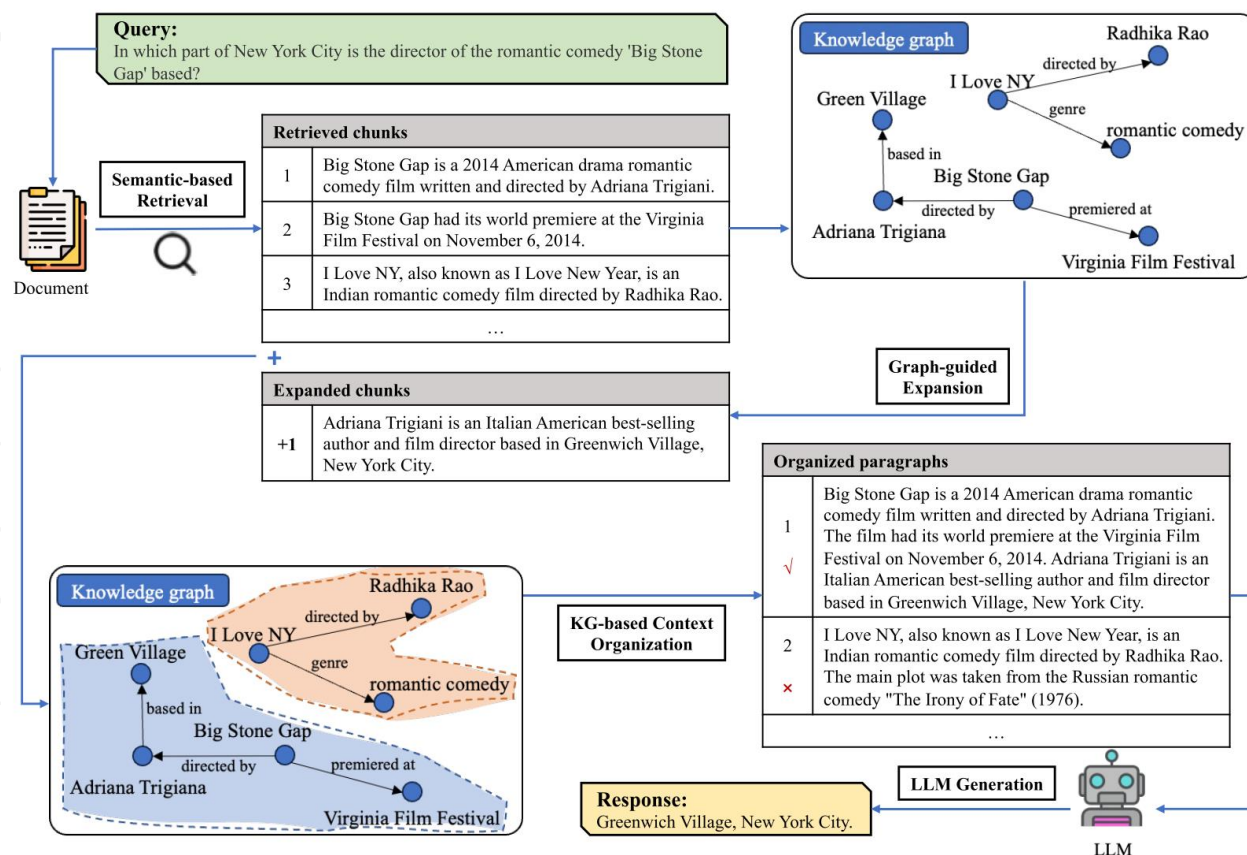 Query:
In which part of New York City is the director of the romantic comedy 'Big Stone
Gap' based?
Document
Semantic-based
Retrieval
Retrieved chunks
1
Big Stone Gap is a 2014 American drama romantic
comedy film written and directed by Adriana Trigiani.
2
Big Stone Gap had its world premiere at the Virginia
Film Festival on November 6, 2014.
3
I Love NY, also known as I Love New Year, is an
Indian romantic comedy film directed by Radhika Rao.
…
Knowledge graph
Radhika Rao
directed by
I Love NY
Green Village
genre
romantic comedy
based in
Big Stone Gap
directed by
premiered at
Adriana Trigiana
Virginia Film Festival
Graph-guided
Expansion
+
Expanded chunks
+1
Adriana Trigiani is an Italian American best-selling
author and film director based in Greenwich Village,
New York City.
Knowledge graph
Radhika Rao
directed by
I Love NY
Green Village
genre
romantic comedy
based in
Big Stone Gap
directed by
premiered at
Adriana Trigiana
Virginia Film Festival
KG-based Context
Organization
Organized paragraphs
1
√
Big Stone Gap is a 2014 American drama romantic
comedy film written and directed by Adriana Trigiani.
The film had its world premiere at the Virginia Film
Festival on November 6, 2014. Adriana Trigiani is an
Italian American best-selling author and film director
based in Greenwich Village, New York City.
2
×
I Love NY, also known as I Love New Year, is an
Indian romantic comedy film directed by Radhika Rao.
The main plot was taken from the Russian romantic
comedy "The Irony of Fate" (1976).
…
LLM Generation
LLM
Response:
Greenwich Village, New York City.